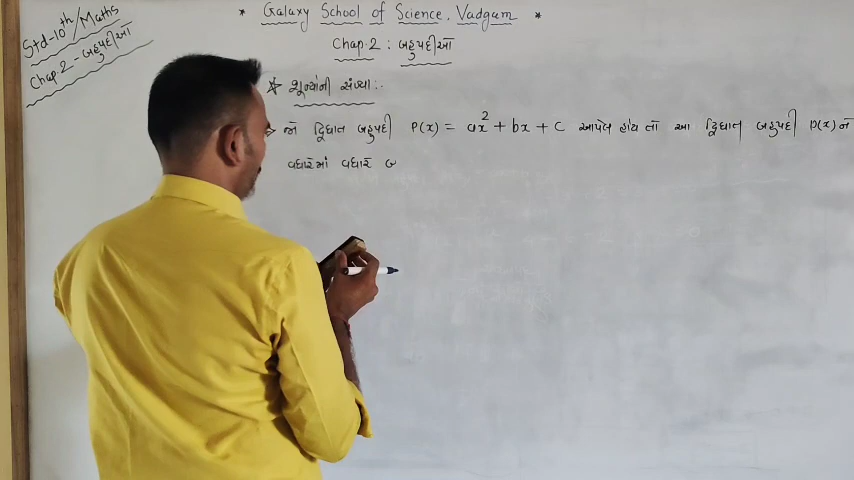 Std-10th/Maths
Chap.2 - બહુપદીઓ
* Galaxy School of Science, Vadgam *
Chap.2 : બહુપદીઓ
☆ શૂન્યોની સંખ્યા :-
→ જો દ્વિઘાત બહુપદી P(x) = ax² + bx + c આપેલ હોય તો આ દ્વિઘાત બહુપદી p(x) ને
વધારેમાં વધારે બ